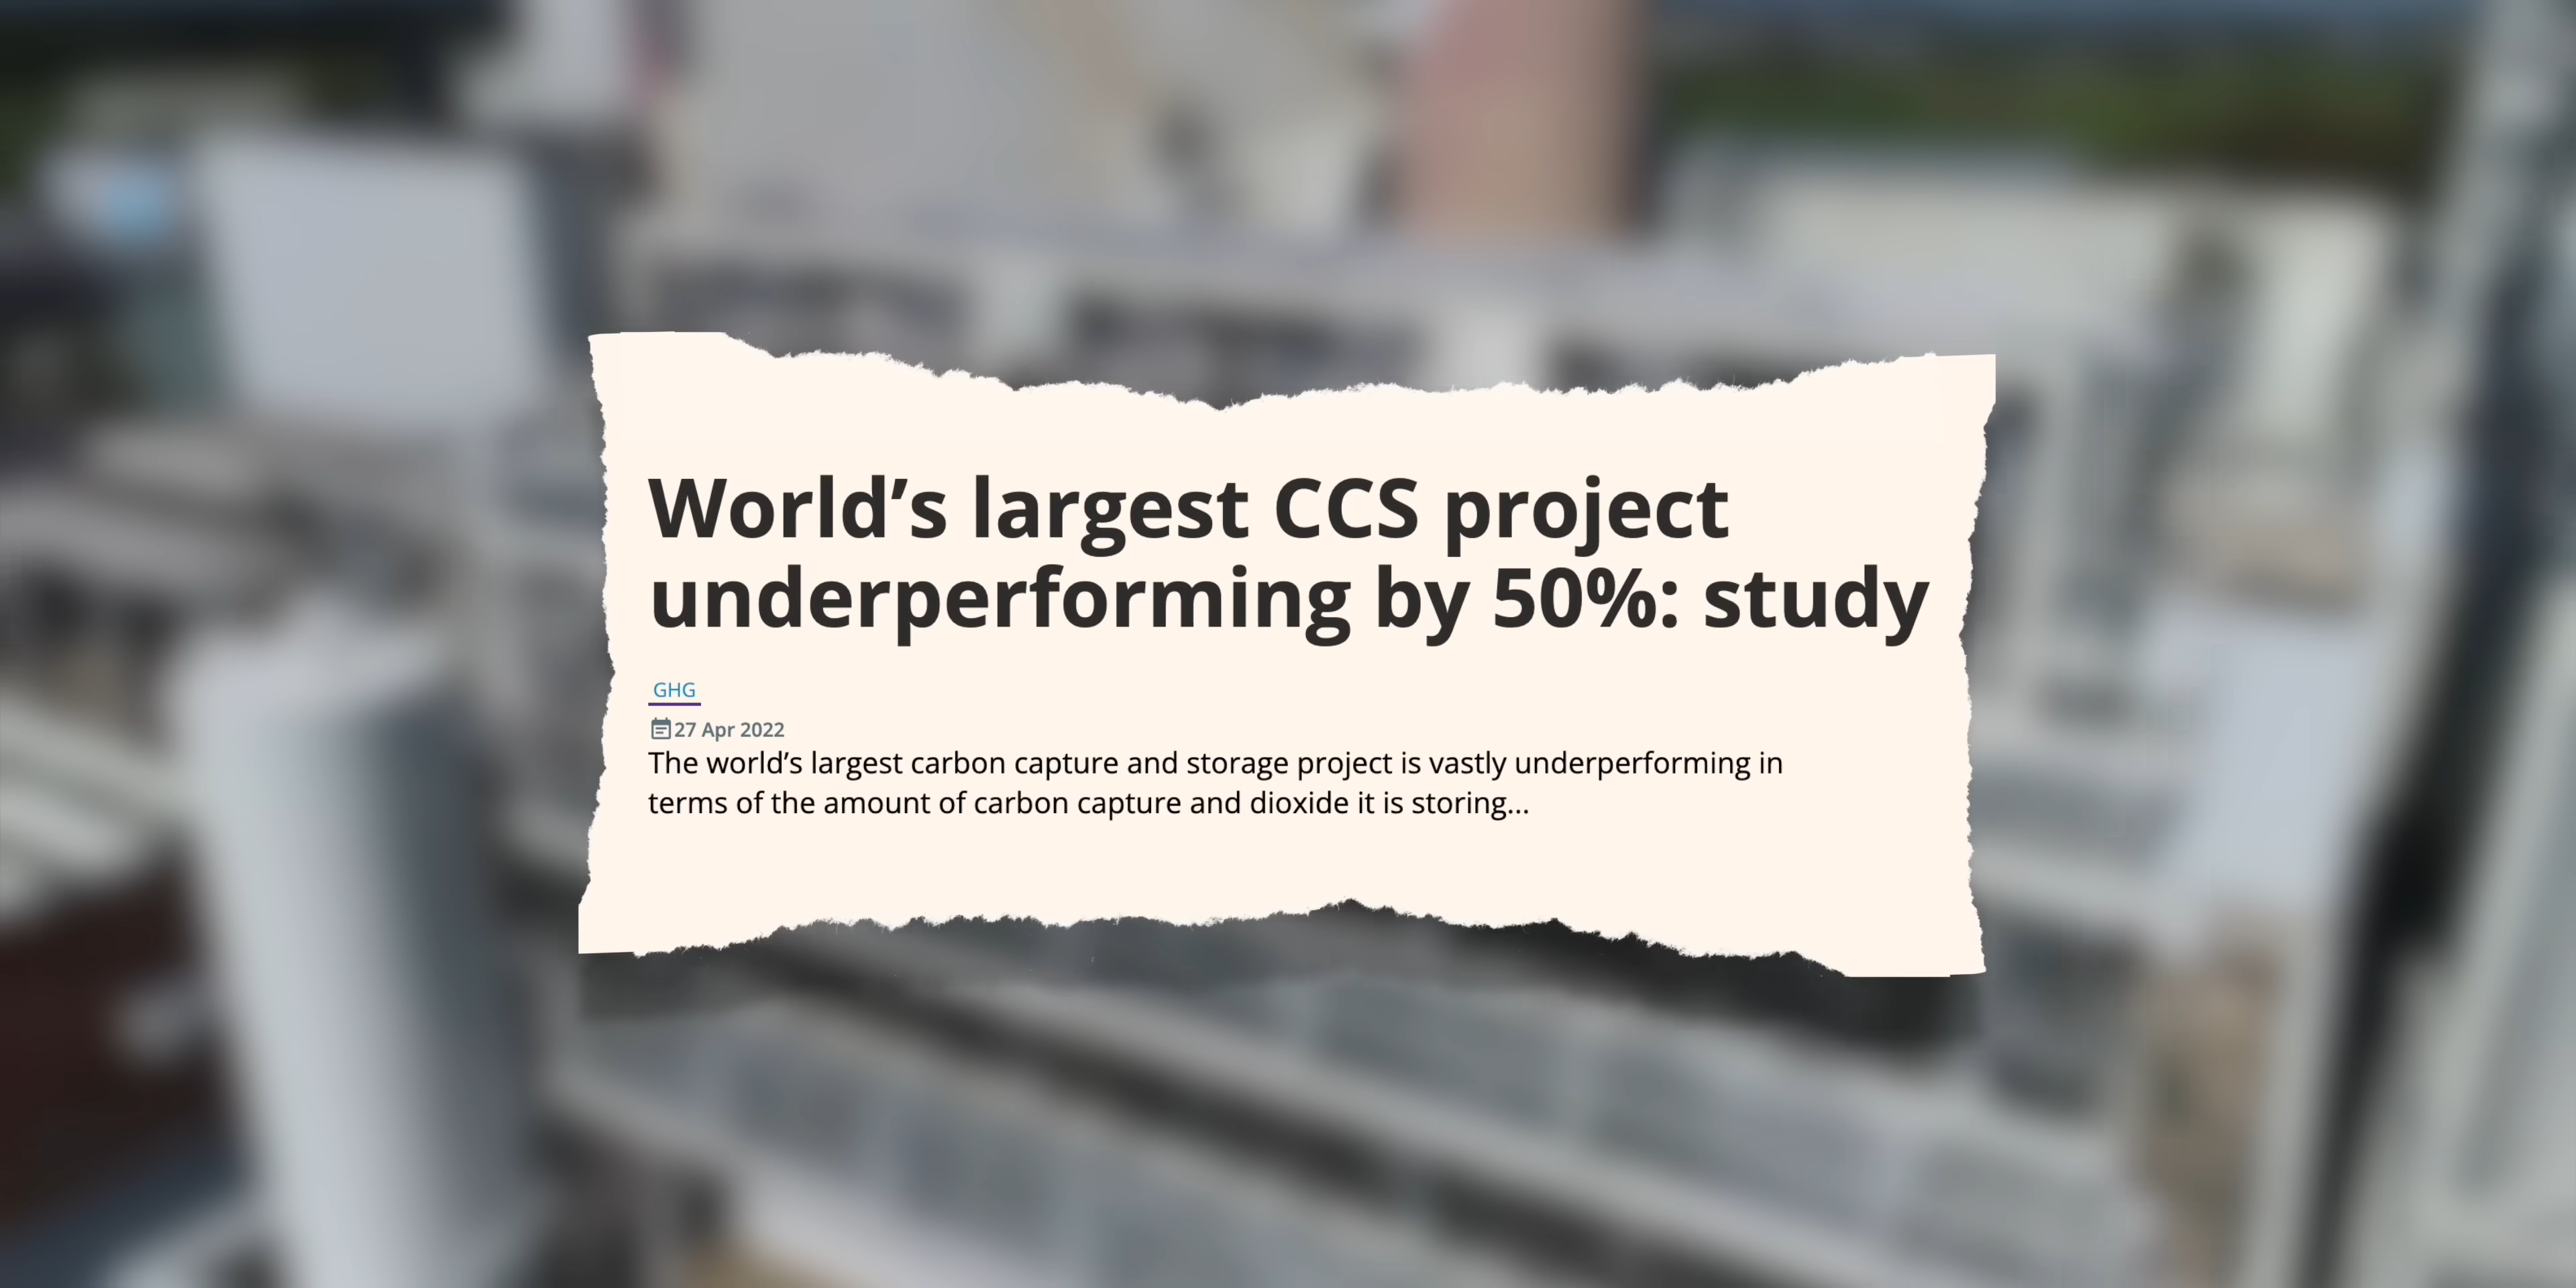 World’s largest CCS project
underperforming by 50%: study
GHG
27 Apr 2022
The world’s largest carbon capture and storage project is vastly underperforming in
terms of the amount of carbon capture and dioxide it is storing...